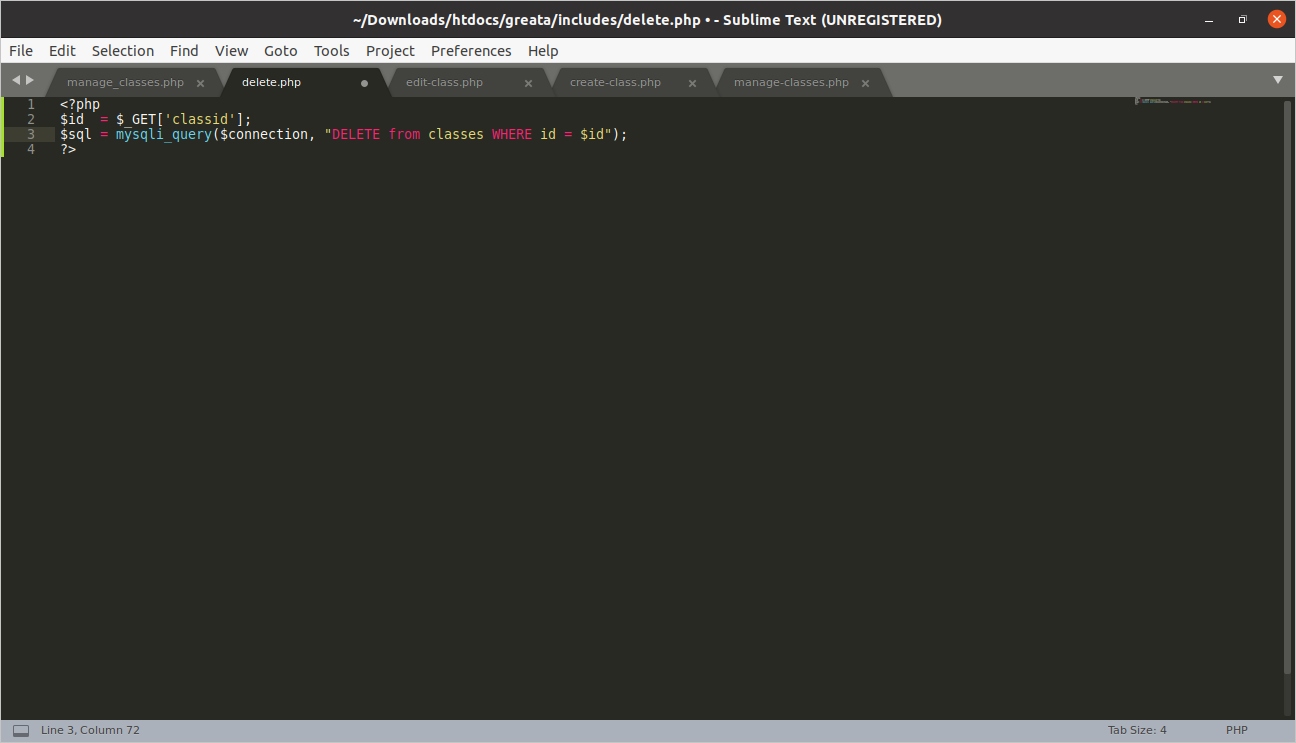 ~/Downloads/htdocs/greata/includes/delete.php • - Sublime Text (UNREGISTERED)
File Edit Selection Find View Goto Tools Project Preferences Help
manage_classes.php delete.php edit-class.php create-class.php manage-classes.php
1 <?php
2 $id  = $_GET['classid'];
3 $sql = mysqli_query($connection, "DELETE from classes WHERE id = $id");
4 ?>
Line 3, Column 72 Tab Size: 4 PHP